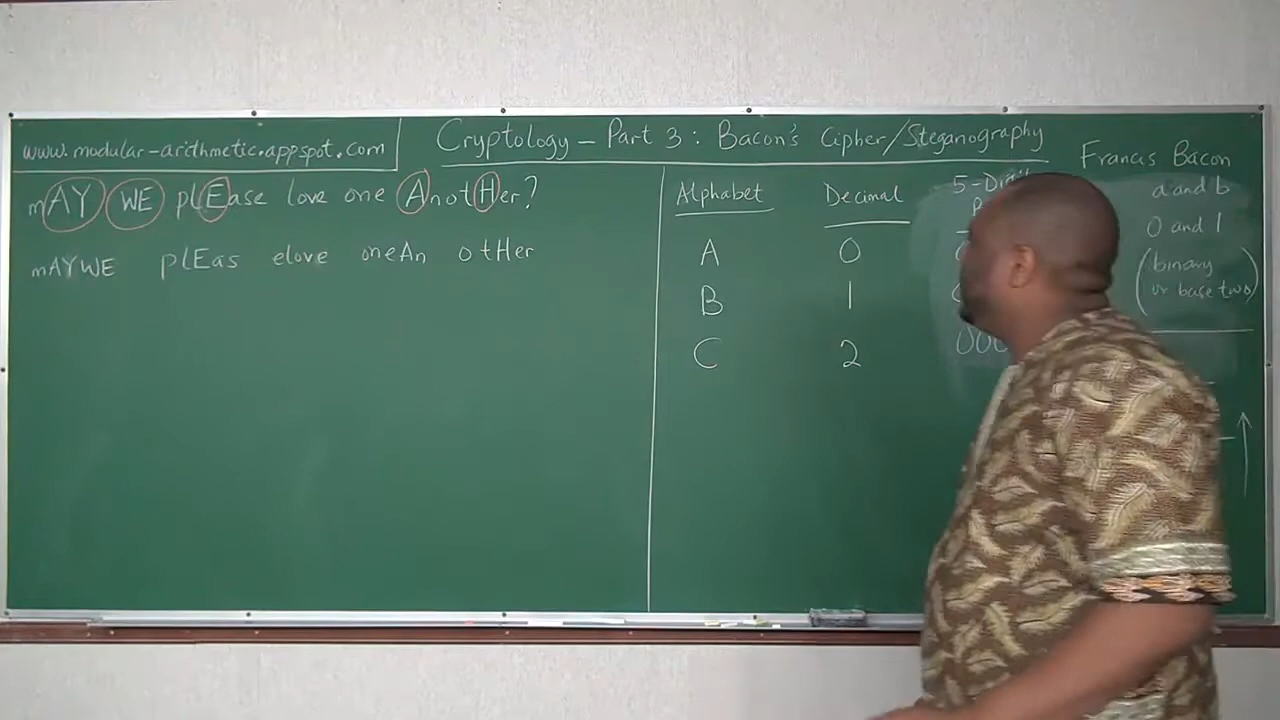 www.modular-arithmetic.appspot.com
Cryptology – Part 3 : Bacon's Cipher/Steganography
mAY WE plEase love one AnotHer?
mAYWE plEas elove oneAn otHer
Alphabet Decimal 5-Digit
A 0
B 1
C 2 000
Francis Bacon
a and b
0 and 1
(binary
or base two)